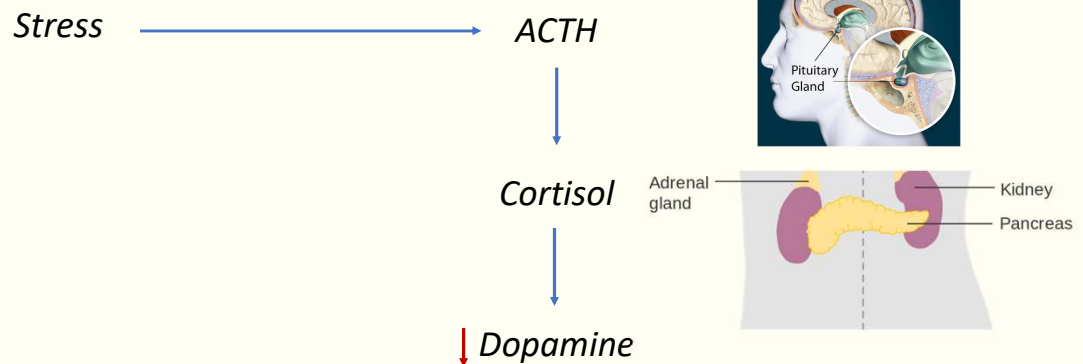 Stress
ACTH
Pituitary
Gland
Cortisol
Adrenal
gland
Kidney
Pancreas
Dopamine